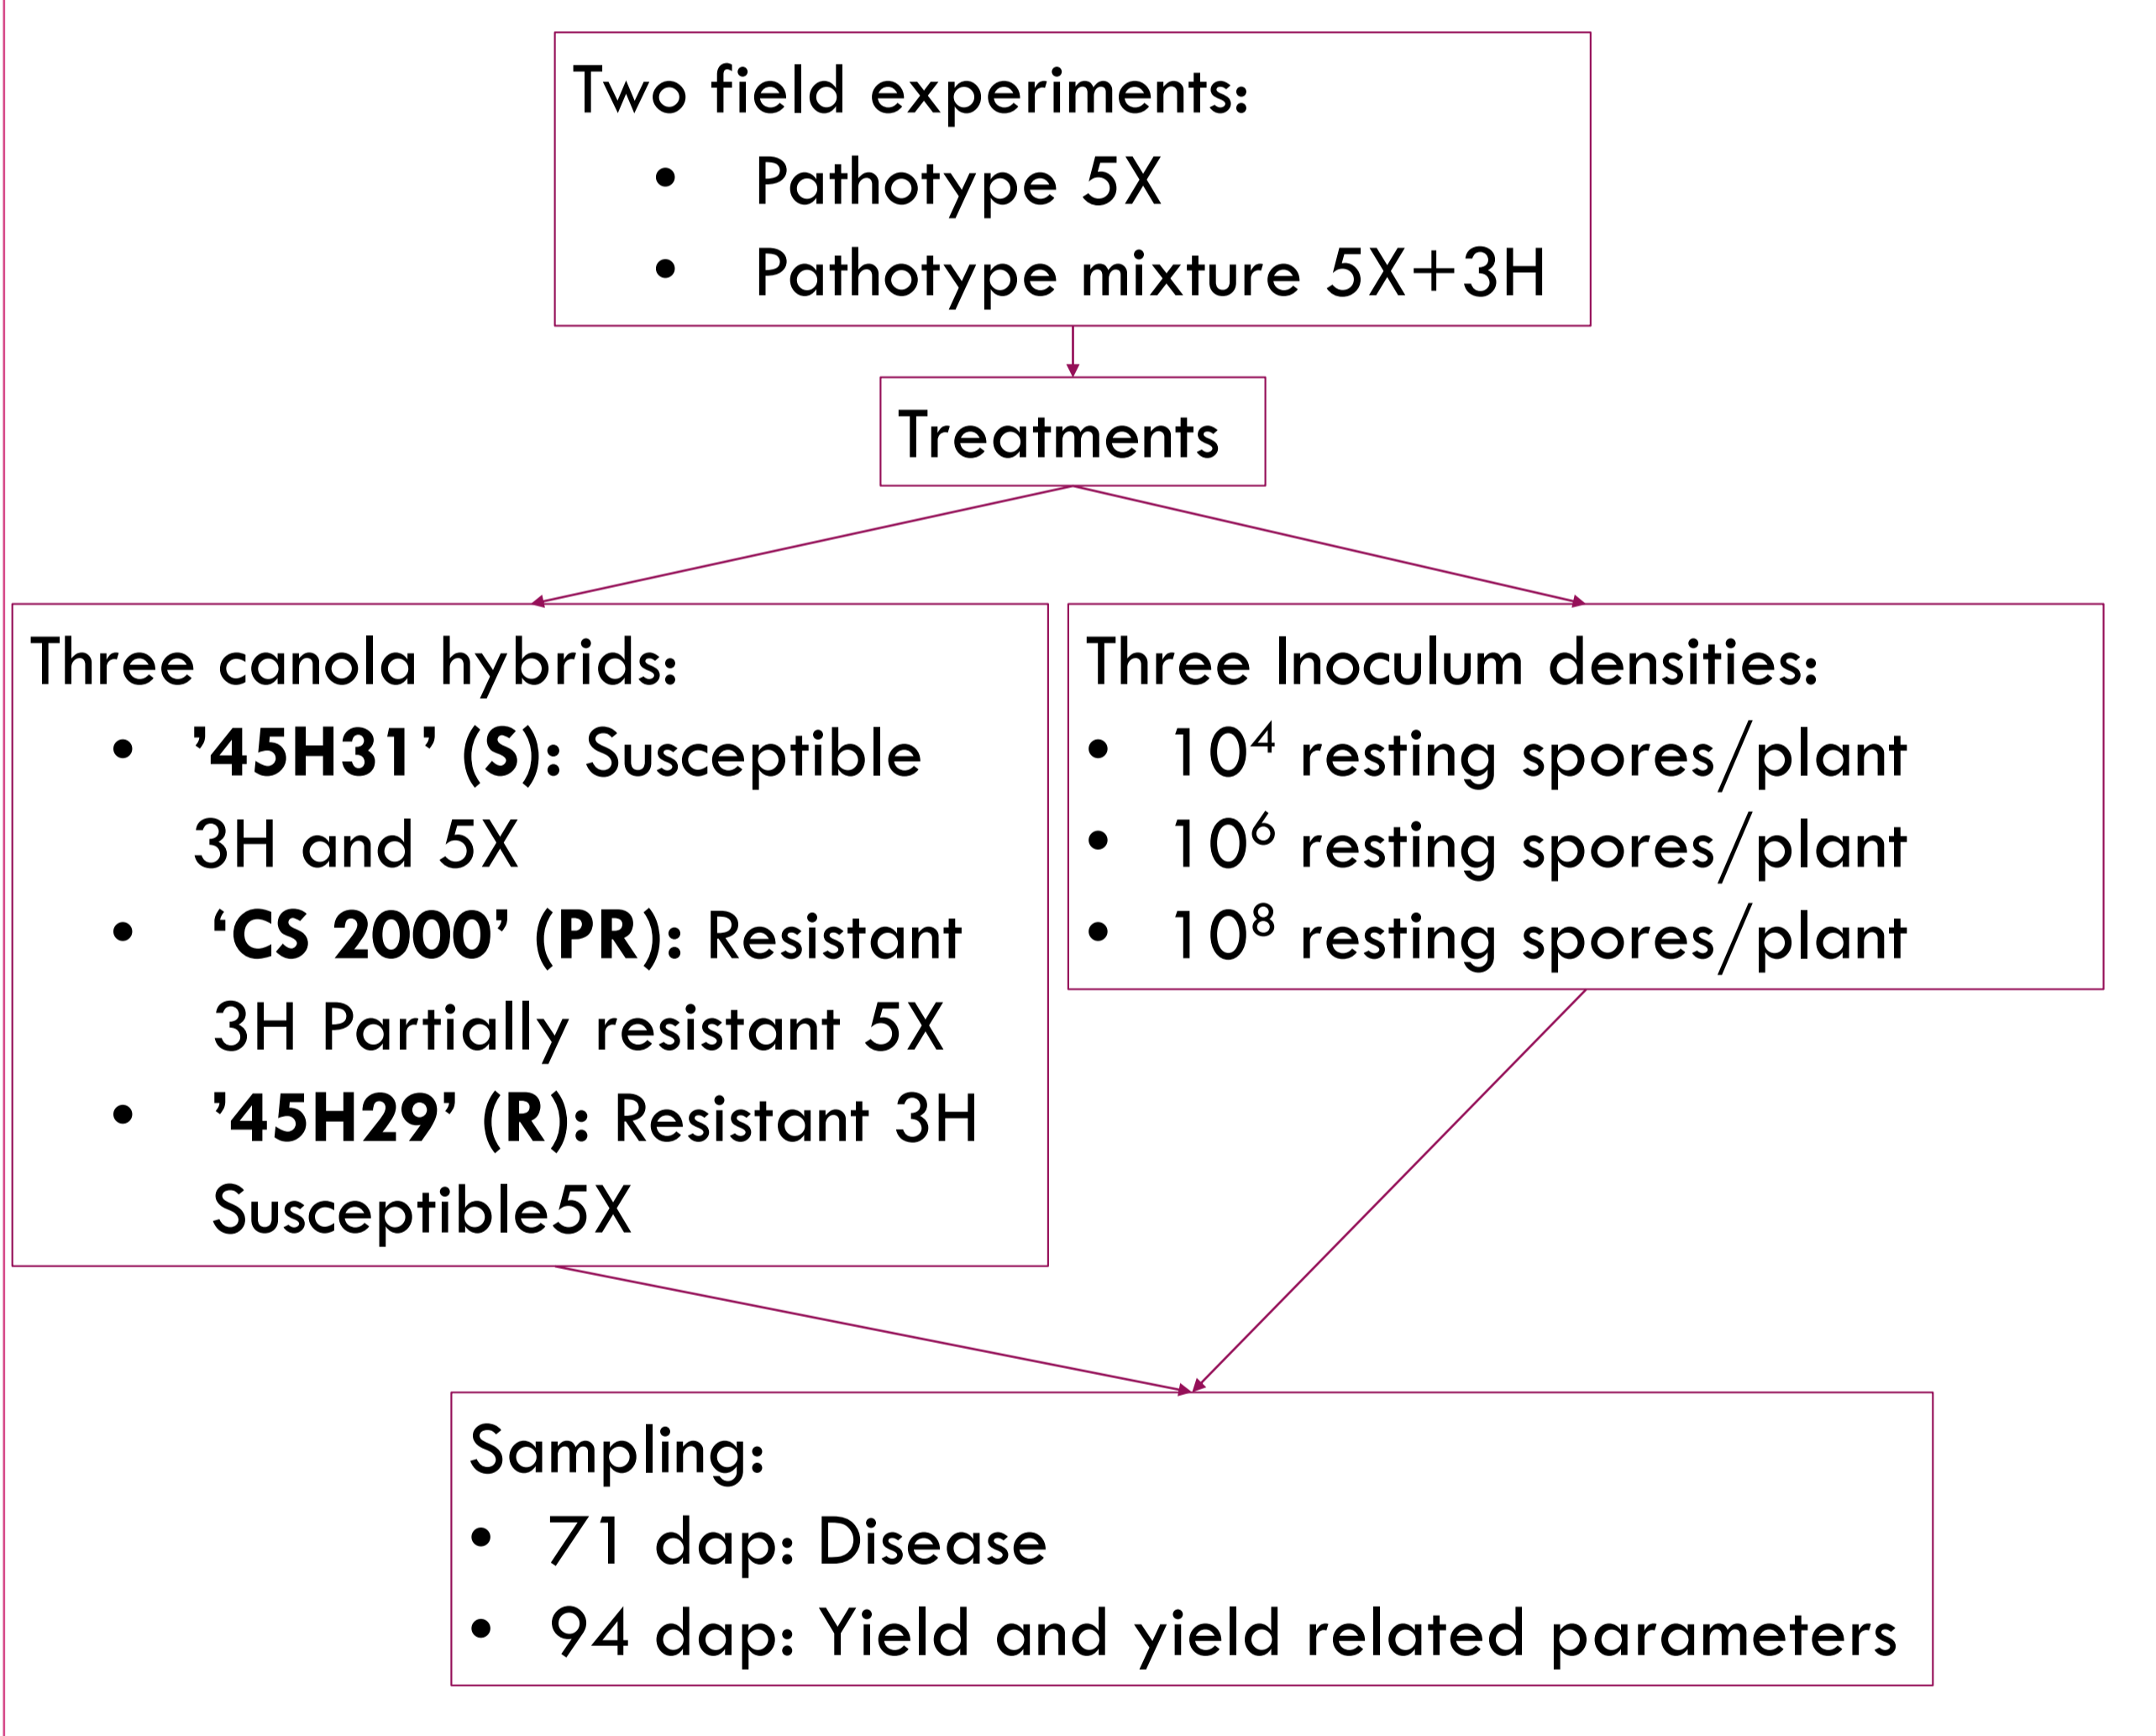 Two field experiments:
• Pathotype 5X
• Pathotype mixture 5X+3H
Treatments
Three canola hybrids:
• ’45H31’ (S): Susceptible
3H and 5X
• ‘CS 2000’ (PR): Resistant
3H Partially resistant 5X
• ’45H29’ (R): Resistant 3H
Susceptible5X
Three Inoculum densities:
• 10⁴ resting spores/plant
• 10⁶ resting spores/plant
• 10⁸ resting spores/plant
Sampling:
• 71 dap: Disease
• 94 dap: Yield and yield related parameters